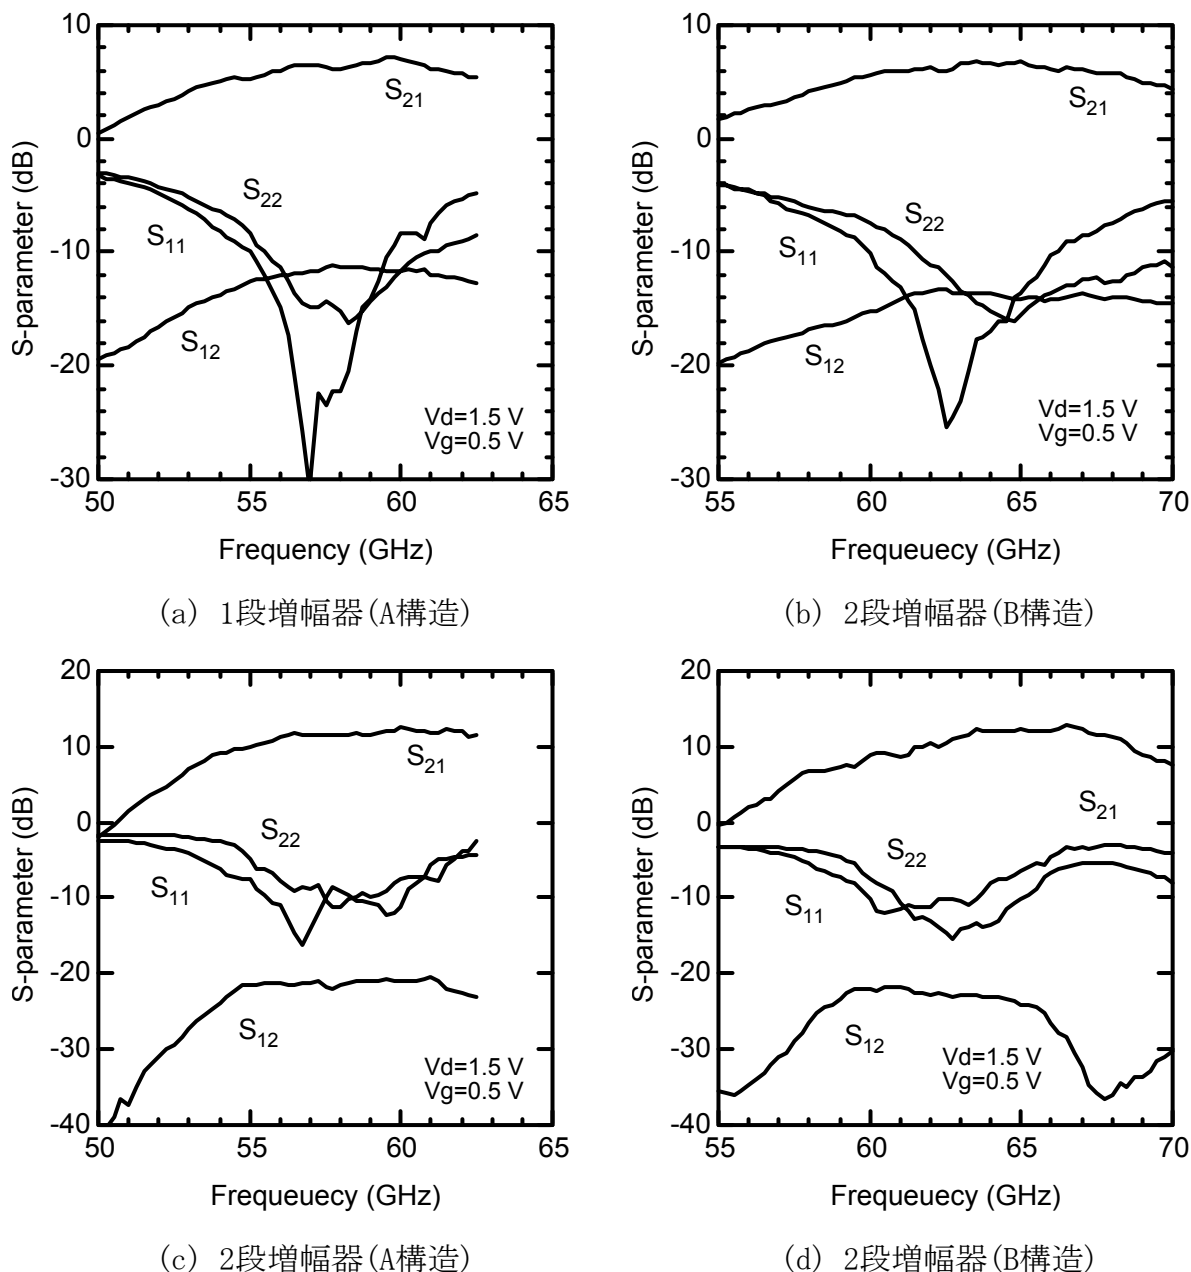 10
0
-10
-20
-30
S-parameter (dB)
S21
S22
S11
S12
Vd=1.5 V
Vg=0.5 V
50 55 60 65
Frequency (GHz)
(a) 1段増幅器(A構造)
10
0
-10
-20
-30
S-parameter (dB)
S21
S22
S11
S12
Vd=1.5 V
Vg=0.5 V
55 60 65 70
Frequeuecy (GHz)
(b) 2段増幅器(B構造)
20
10
0
-10
-20
-30
-40
S-parameter (dB)
S21
S22
S11
S12
Vd=1.5 V
Vg=0.5 V
50 55 60 65
Frequeuecy (GHz)
(c) 2段増幅器(A構造)
20
10
0
-10
-20
-30
-40
S-parameter (dB)
S21
S22
S11
S12
Vd=1.5 V
Vg=0.5 V
55 60 65 70
Frequeuecy (GHz)
(d) 2段増幅器(B構造)